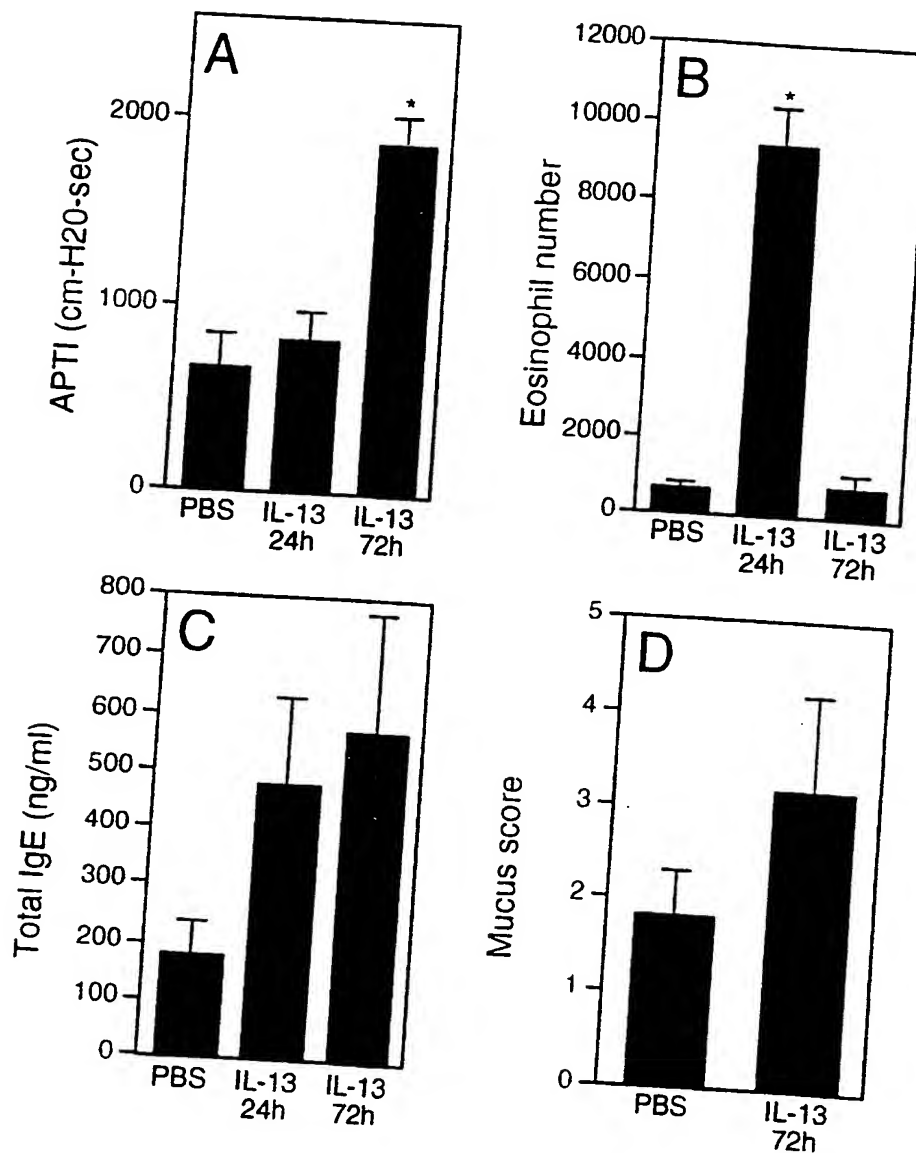 A
APTI (cm-H20-sec)
2000
1000
0
*
PBS
IL-13
24h
IL-13
72h
B
Eosinophil number
12000
10000
8000
6000
4000
2000
0
*
PBS
IL-13
24h
IL-13
72h
C
Total IgE (ng/ml)
800
700
600
500
400
300
200
100
0
PBS
IL-13
24h
IL-13
72h
D
Mucus score
5
4
3
2
1
0
PBS
IL-13
72h